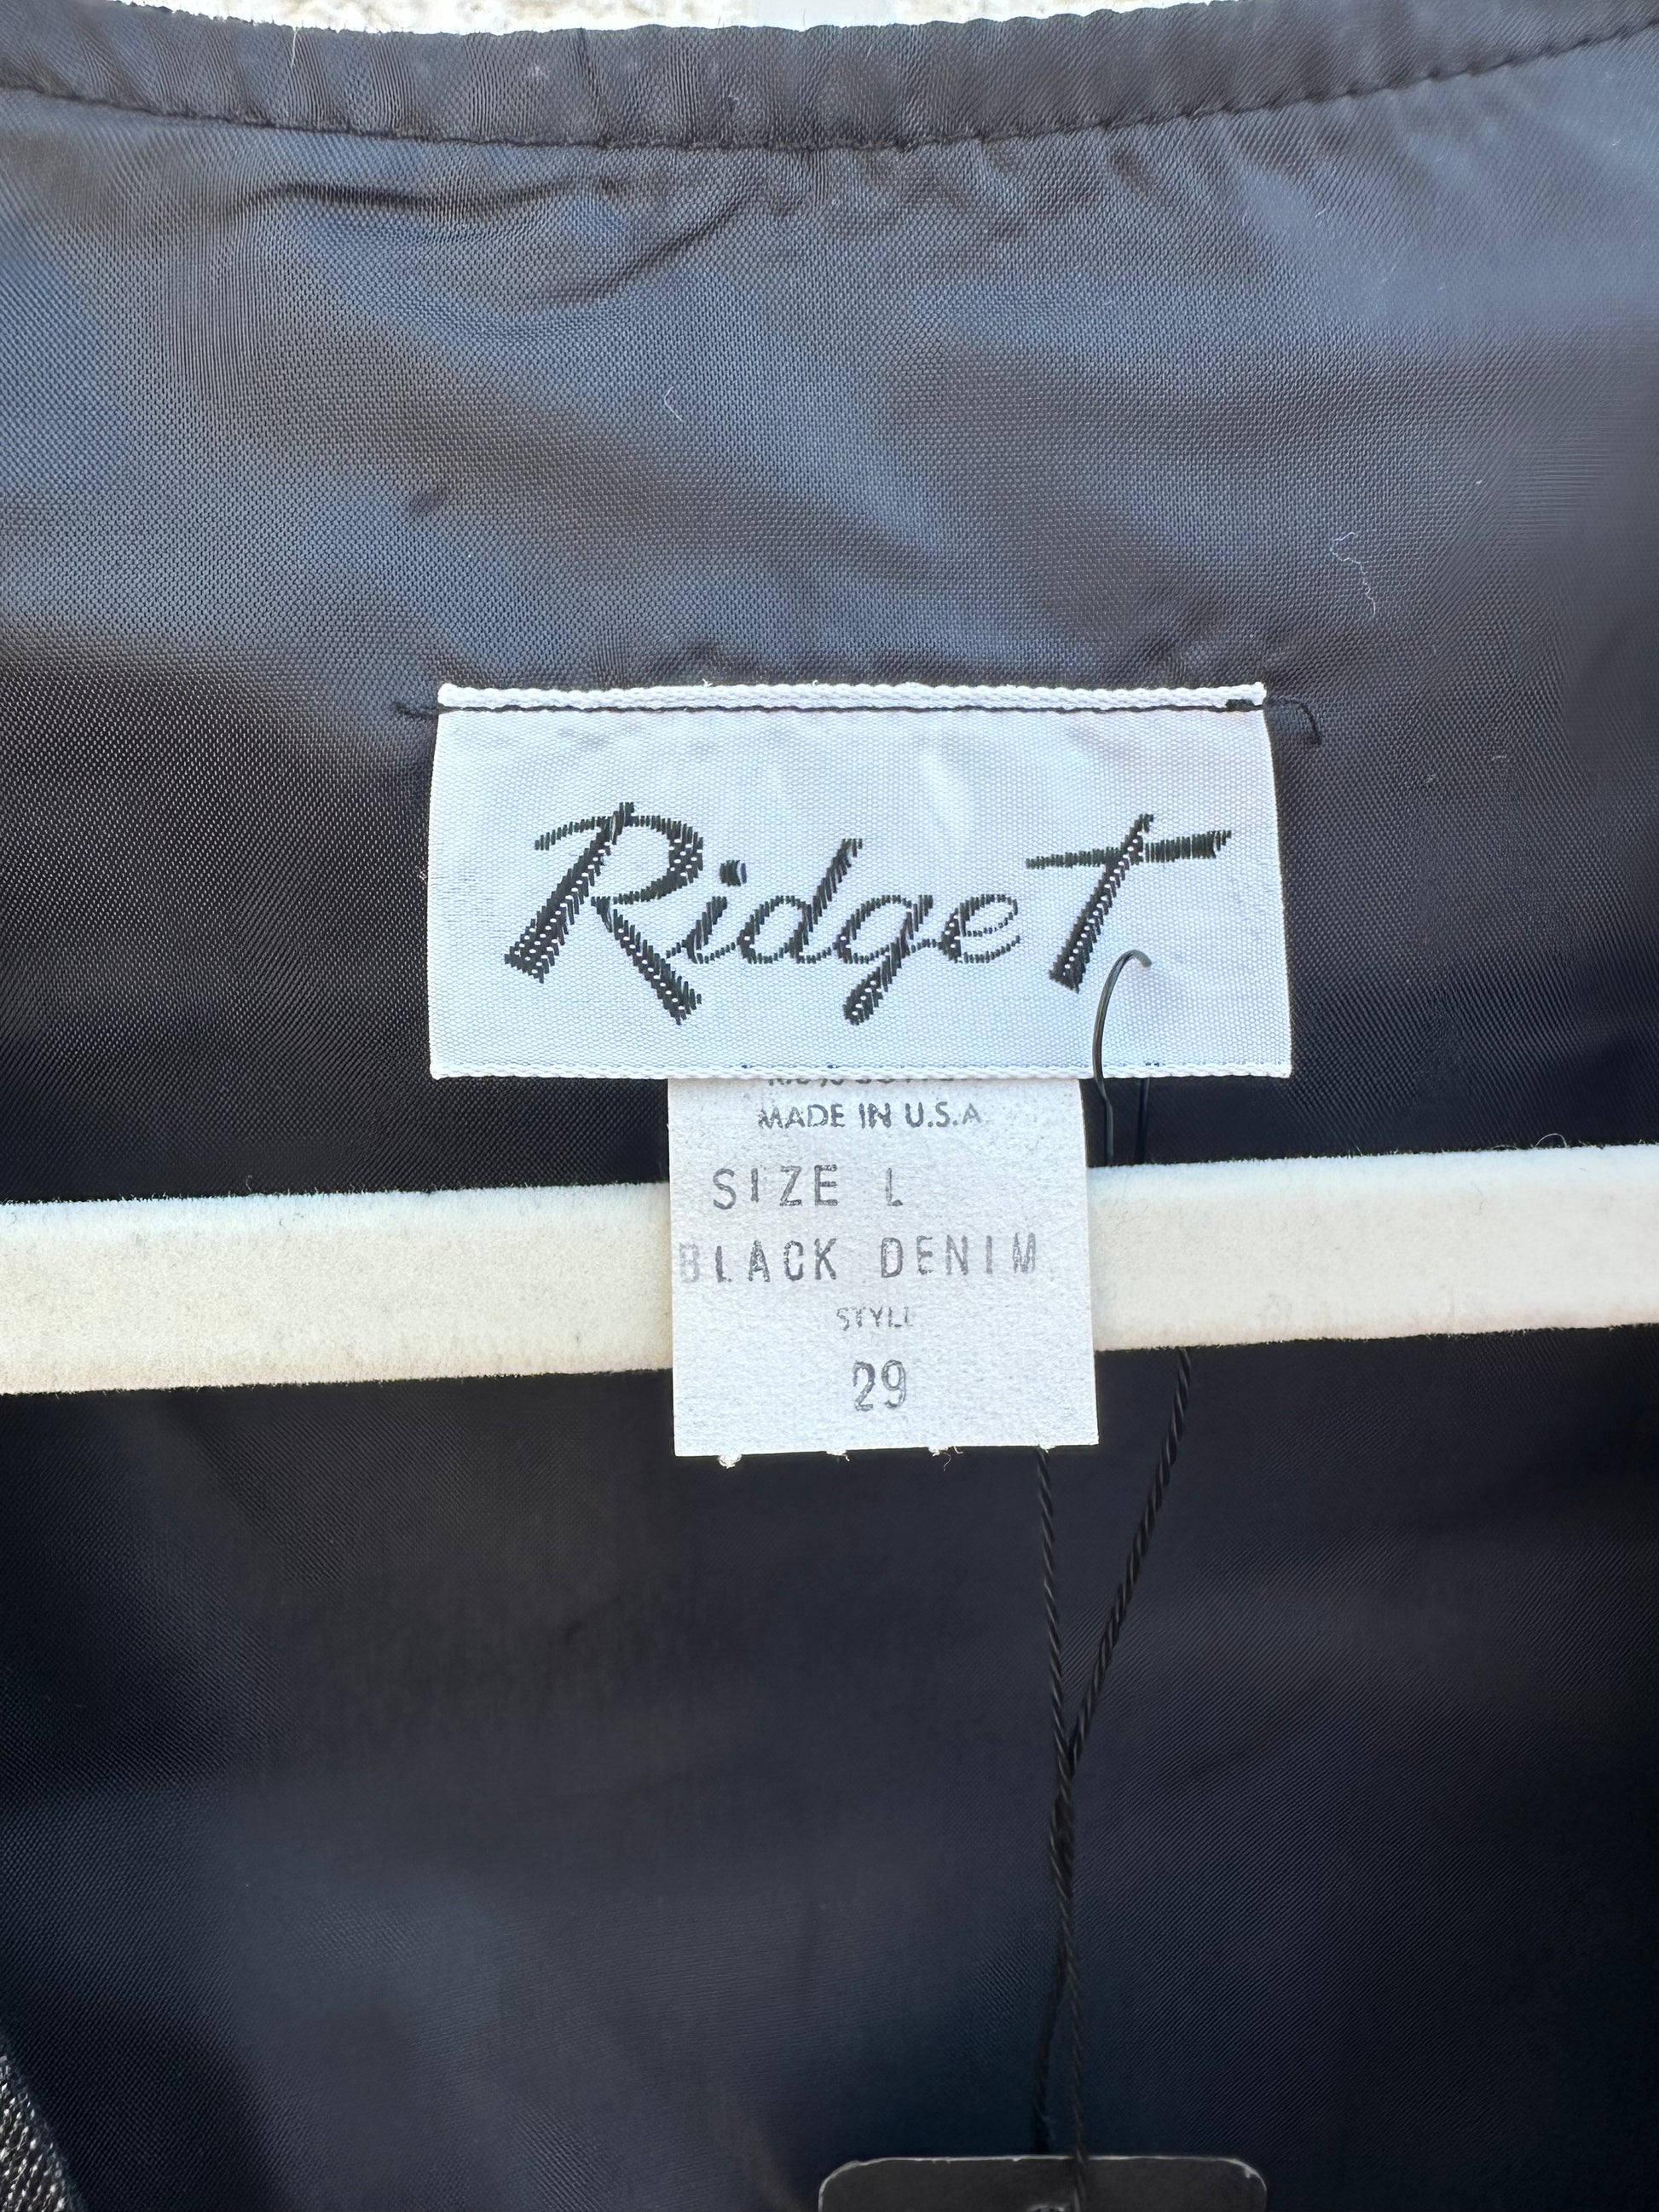 Ridget
MADE IN U.S.A.
SIZE L
BLACK DENIM
STYLE
29